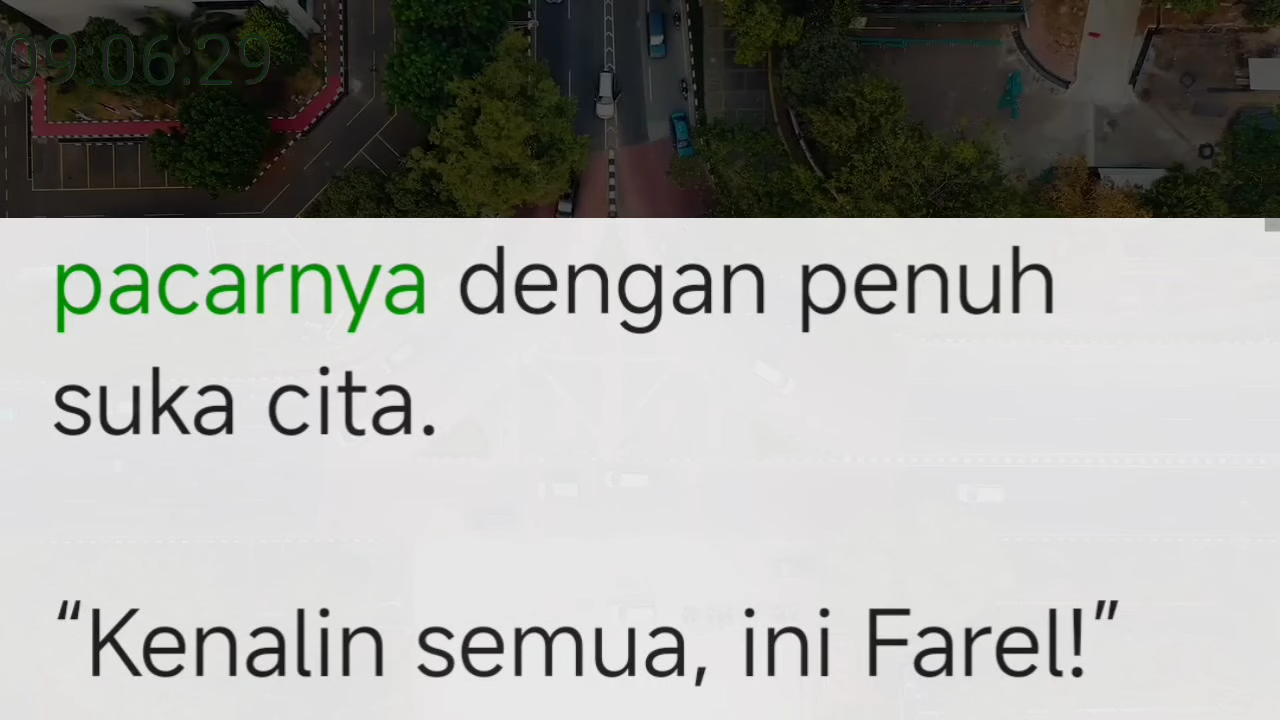 09:06:29
pacarnya dengan penuh
suka cita.
“Kenalin semua, ini Farel!”